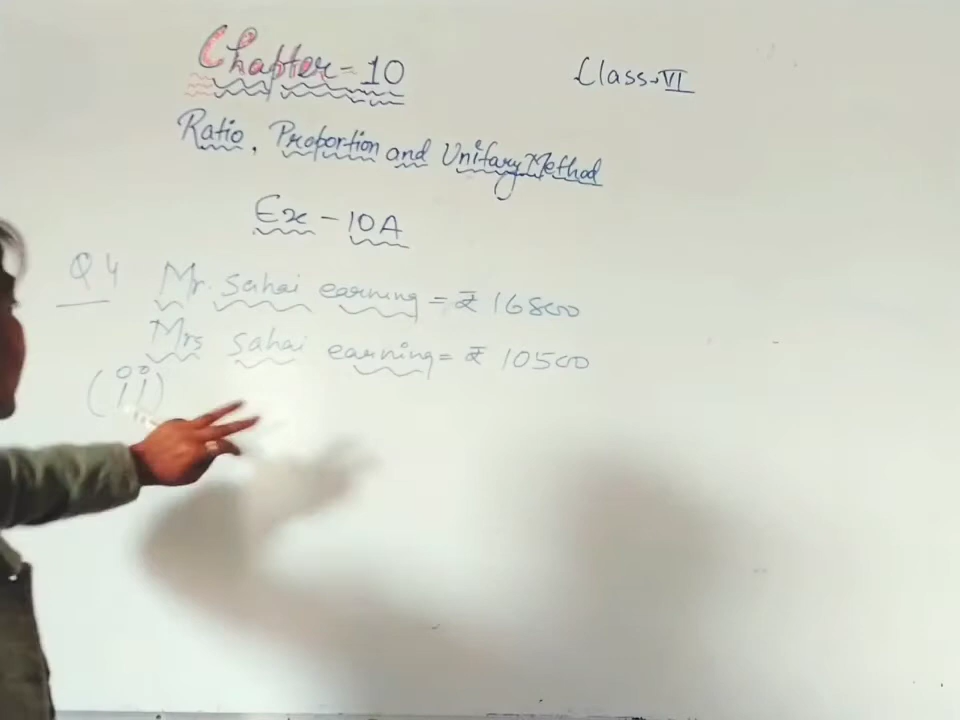 Chapter-10
Class-VI
Ratio, Proportion and Unitary Method
Ex-10A
Q4 Mr. Sahai earning = ₹ 16800
Mrs Sahai earning = ₹ 10500
(ii)